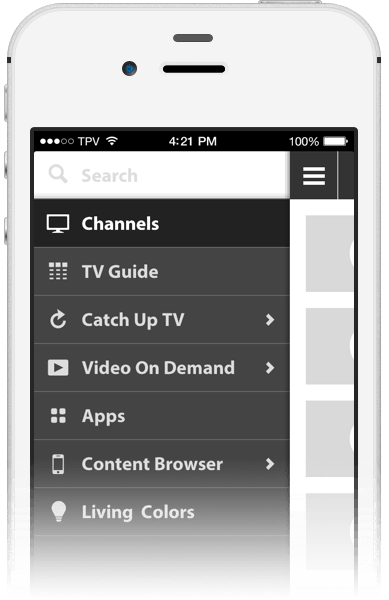 ●●●○○ TPV 4:21 PM 100%
Search
Channels
TV Guide
Catch Up TV
Video On Demand
Apps
Content Browser
Living Colors